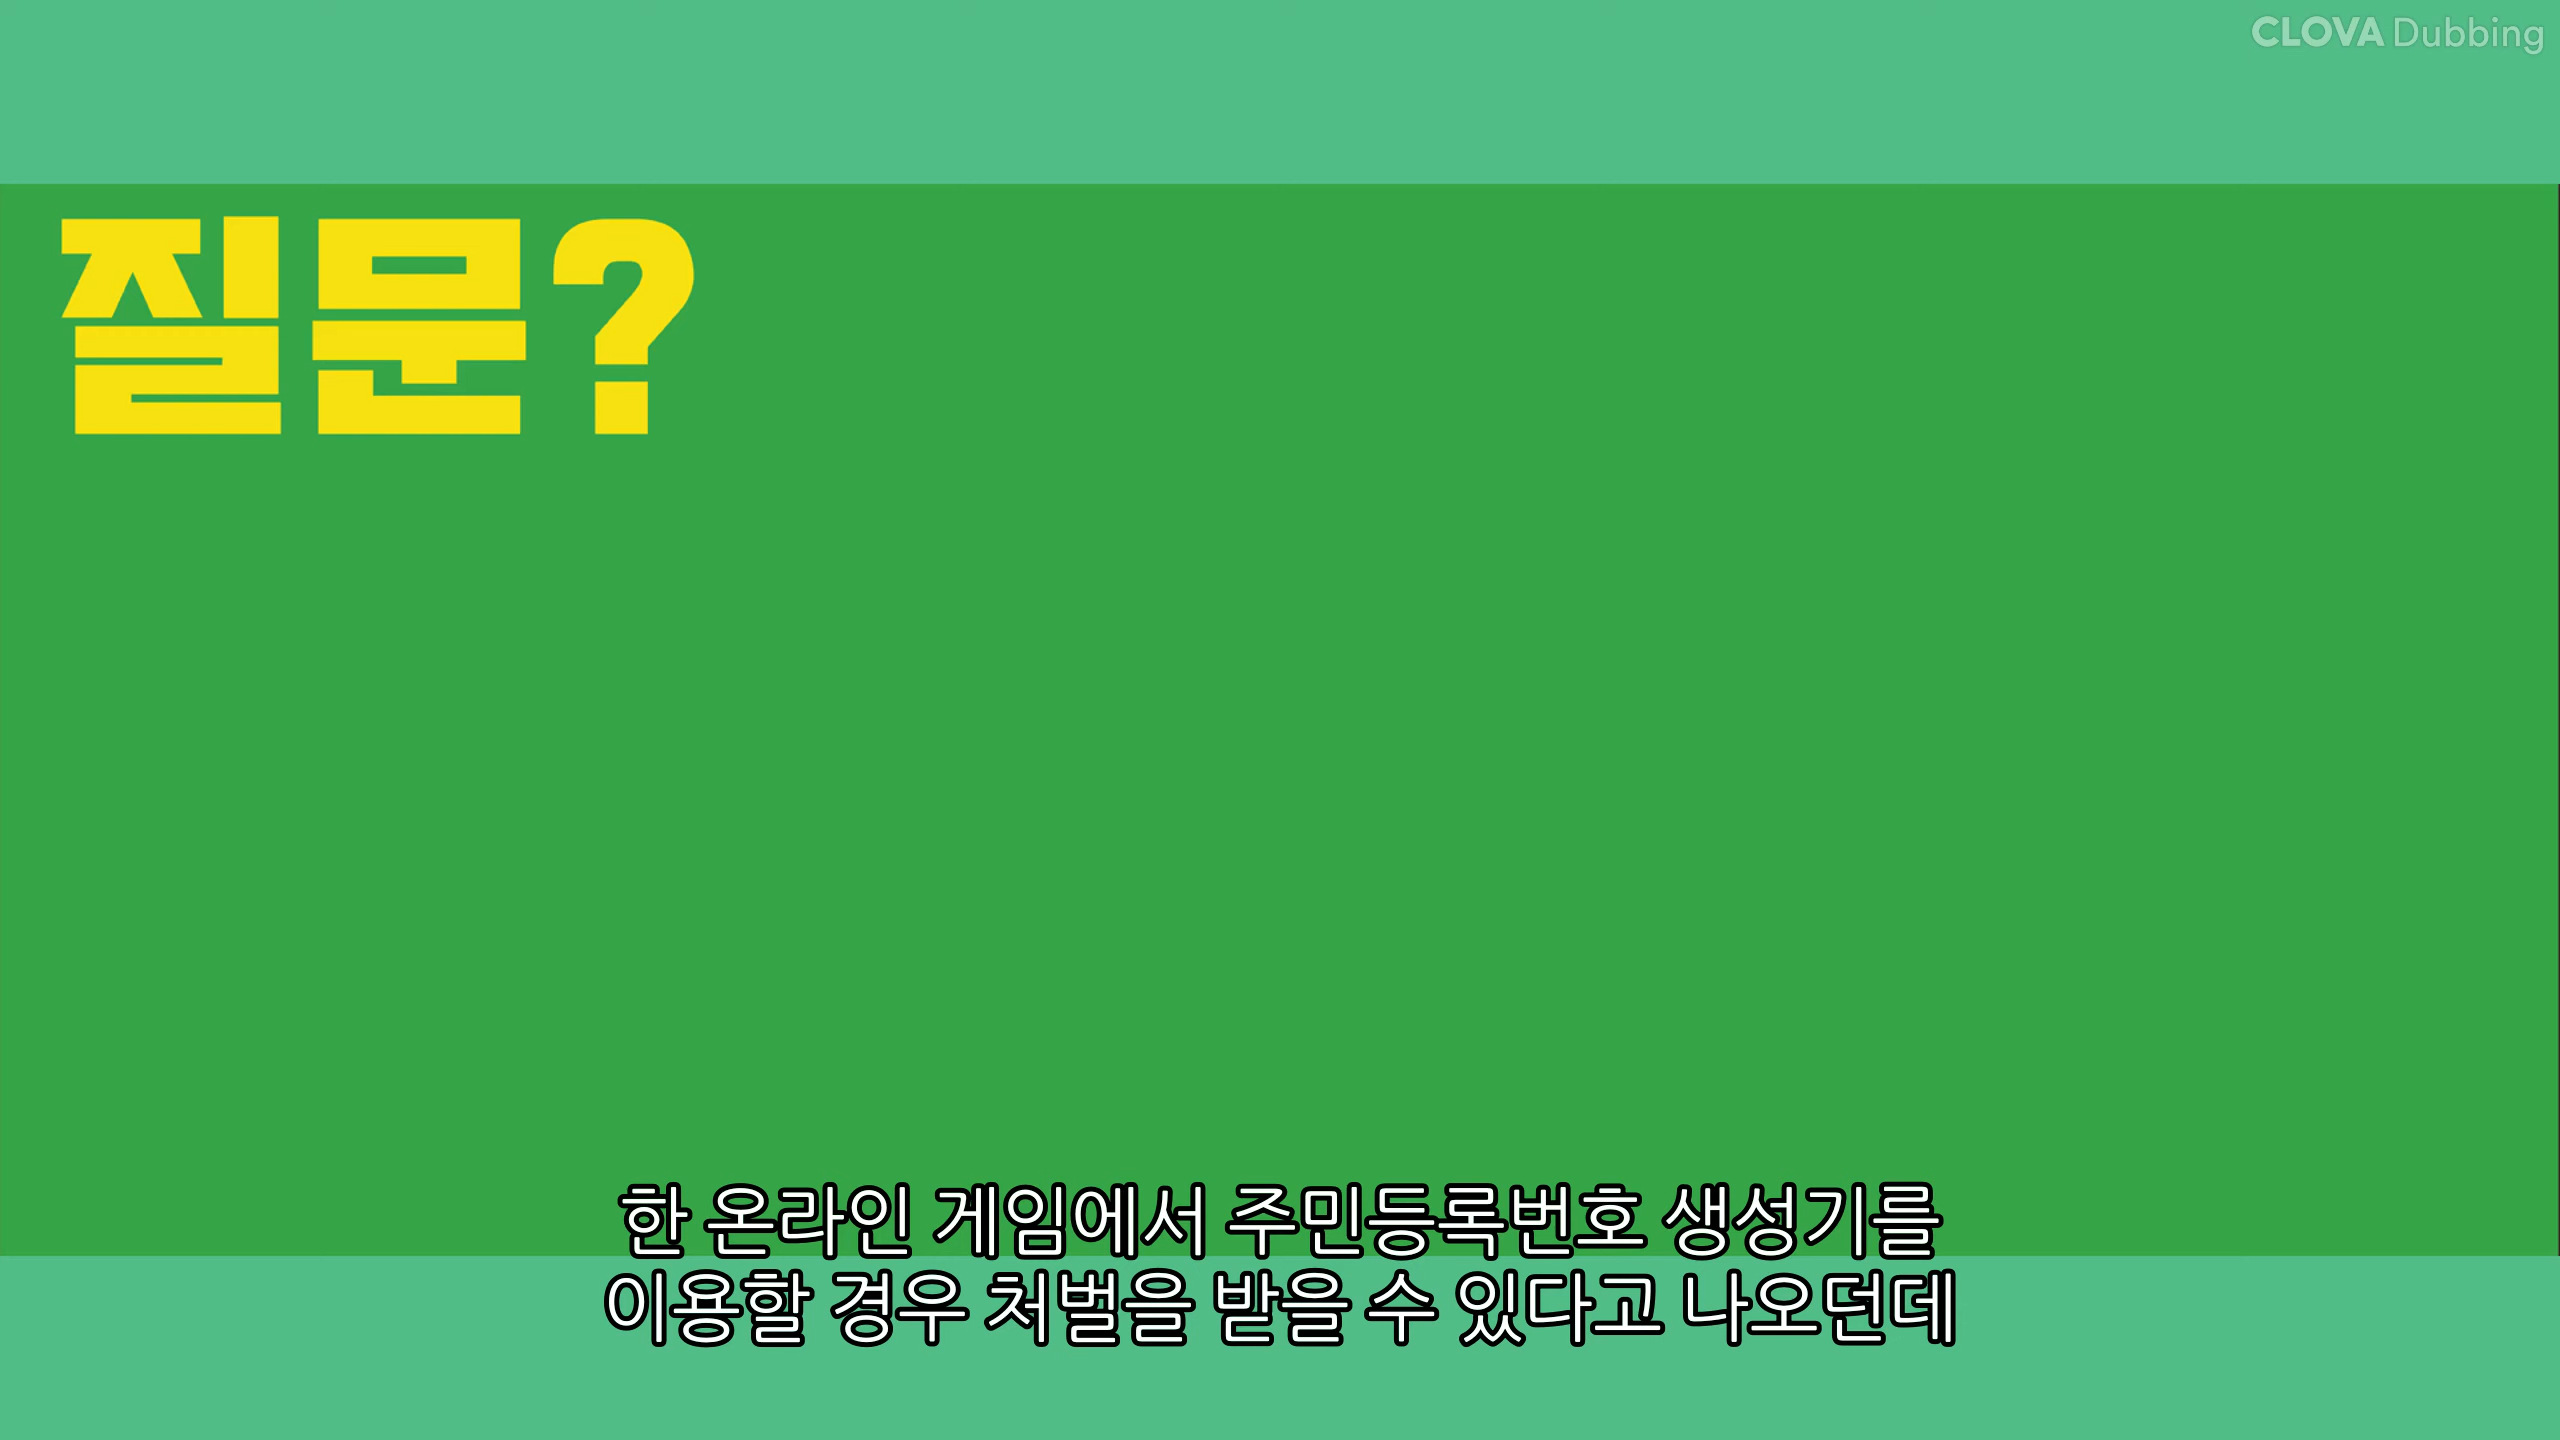 CLOVA Dubbing
질문?
한 온라인 게임에서 주민등록번호 생성기를
이용할 경우 처벌을 받을 수 있다고 나오던데